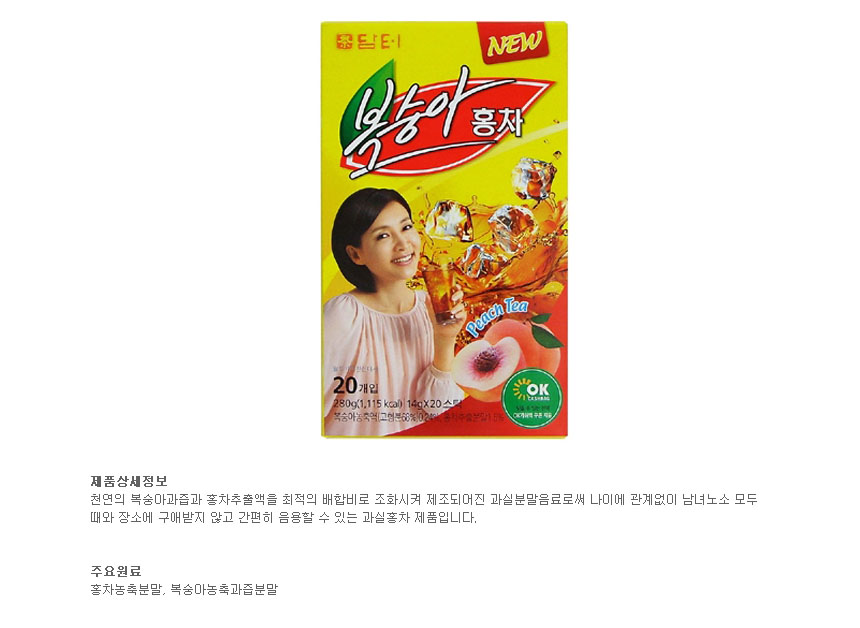 담터
NEW
복숭아
홍차
Peach Tea
20개입
280g(1,115 kcal) 14gX20 스틱
OK
CASHBAG
제품상세정보
천연의 복숭아과즙과 홍차추출액을 최적의 배합비로 조화시켜 제조되어진 과실분말음료로써 나이에 관계없이 남녀노소 모두
때와 장소에 구애받지 않고 간편히 음용할 수 있는 과실홍차 제품입니다.
주요원료
홍차농축분말, 복숭아농축과즙분말